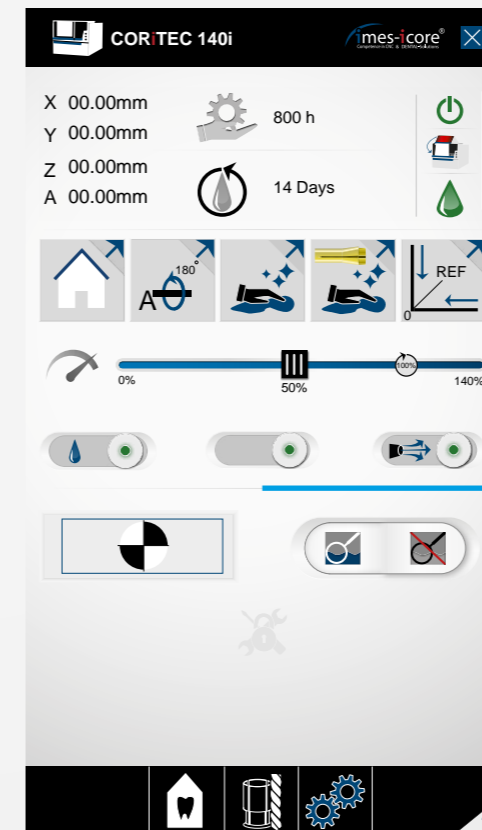 CORiTEC 140i
imes-icore®
Competence in CNC & DENTAL-Solutions
X 00.00mm
Y 00.00mm
Z 00.00mm
A 00.00mm
800 h
14 Days
180°
A
REF
0
0%
50%
100%
140%